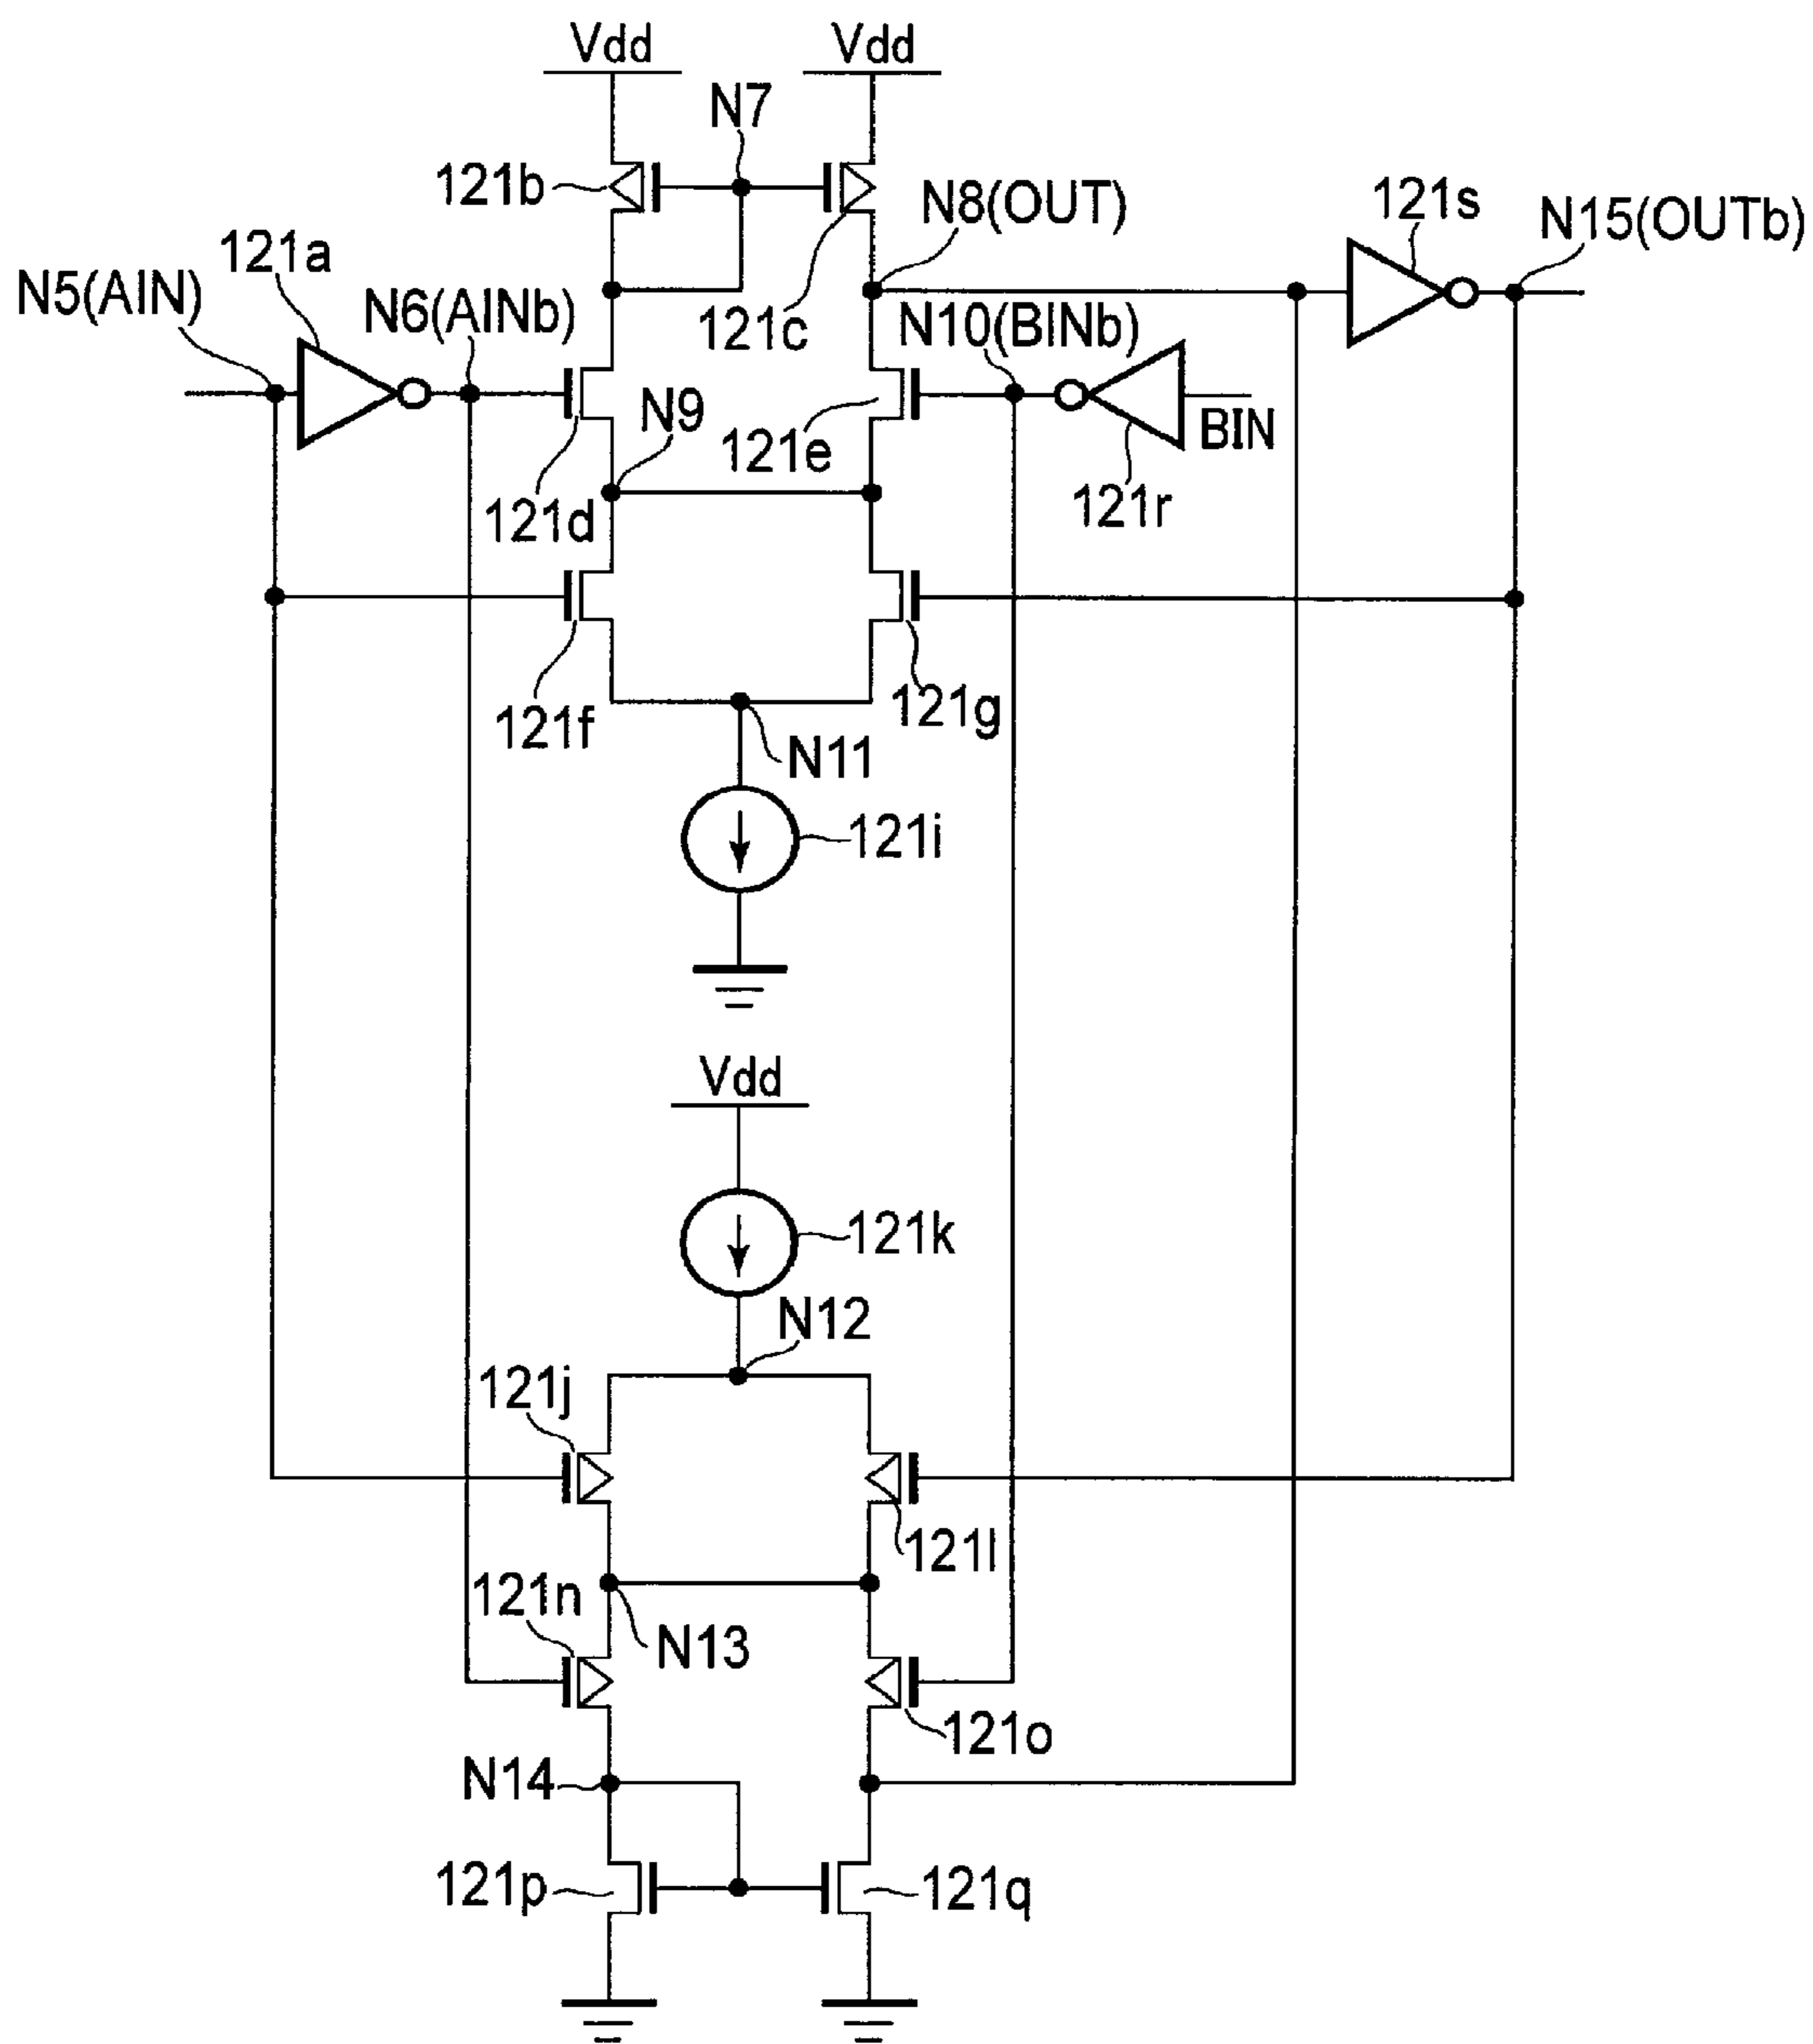 Vdd
Vdd
N7
121b
N8(OUT)
121s
N15(OUTb)
121a
N5(AIN)
N6(AINb)
121c
N10(BINb)
N9
121e
BIN
121d
121r
121f
121g
N11
121i
Vdd
121k
N12
121j
121l
121n
N13
121o
N14
121p
121q